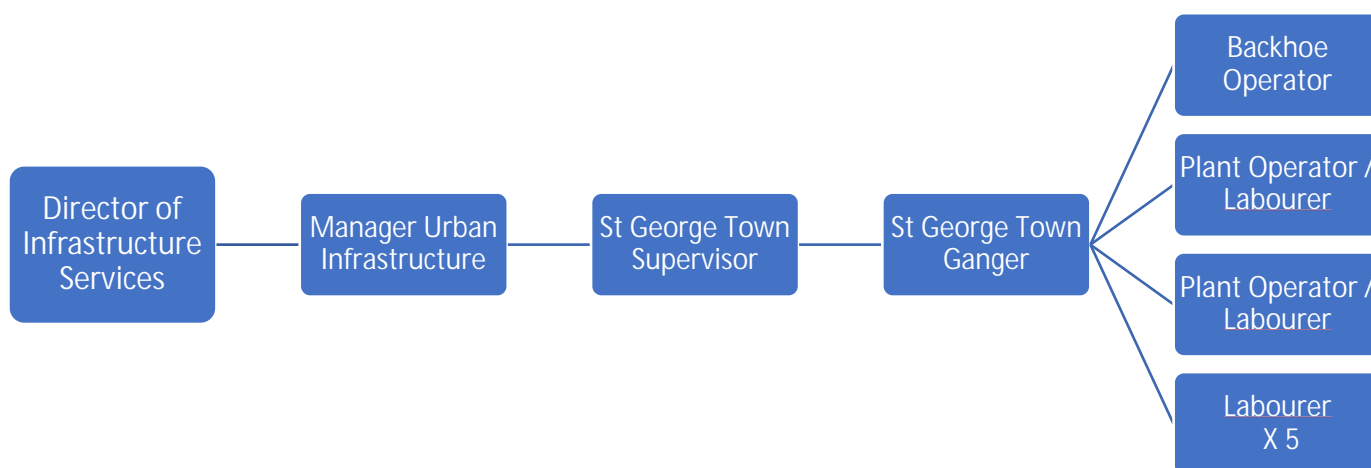 Director of
Infrastructure
Services
Manager Urban
Infrastructure
St George Town
Supervisor
St George Town
Ganger
Backhoe
Operator
Plant Operator /
Labourer
Plant Operator /
Labourer
Labourer
X 5